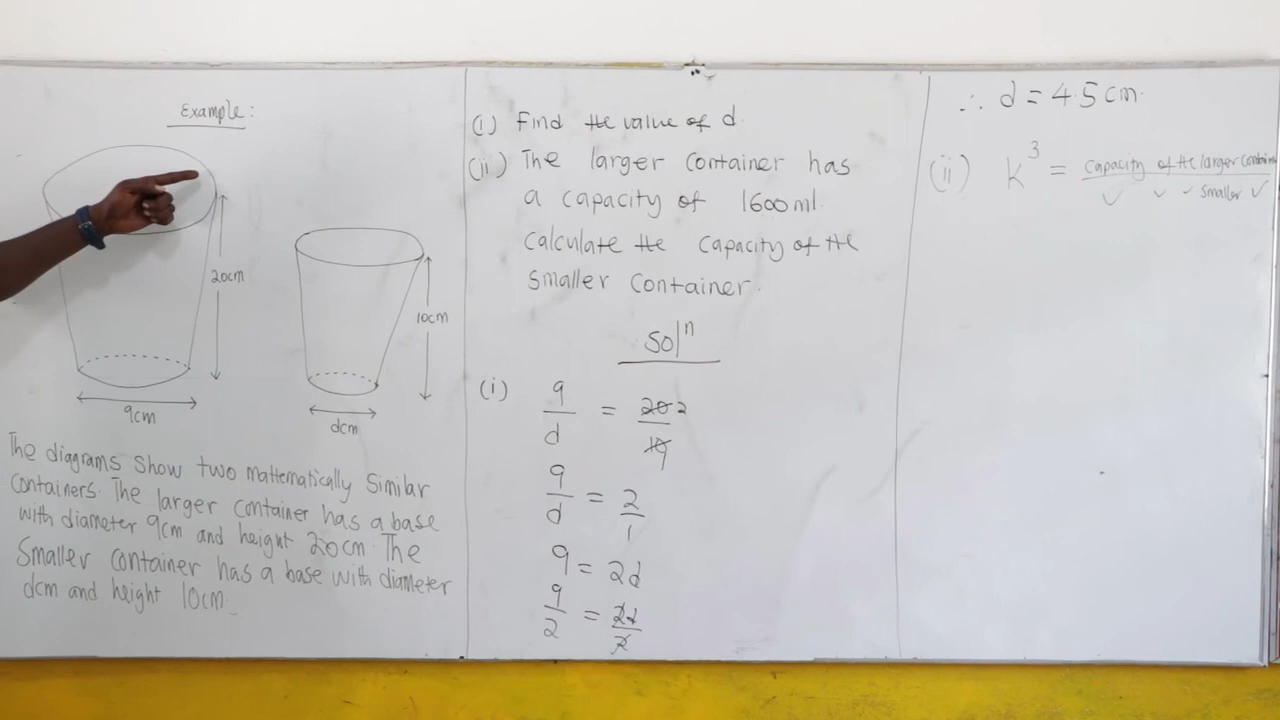 Example:
20cm
10cm
9cm
dcm
The diagrams show two mathematically similar
containers. The larger container has a base
with diameter 9cm and height 20cm. The
smaller container has a base with diameter
dcm and height 10cm.
(i) Find the value of d.
(ii) The larger container has
a capacity of 1600ml.
Calculate the capacity of the
smaller container.
Solⁿ
(i) 9/d = 20 2/10 1
9/d = 2/1
9 = 2d
9/2 = 2d/2
∴ d = 4.5cm.
(ii) K³ = capacity of the larger container
✓ ✓ ✓ smaller ✓